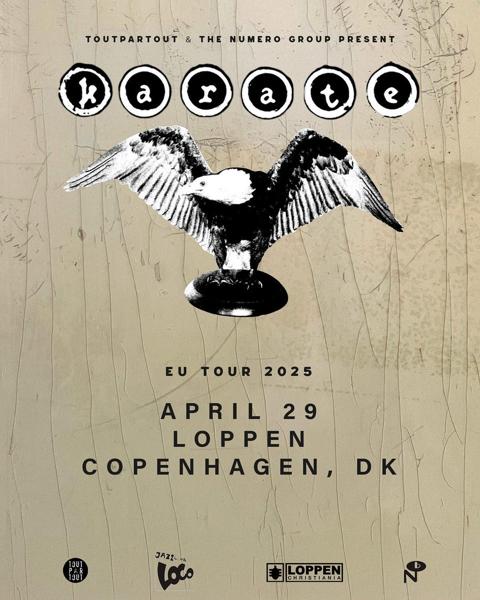 TOUTPARTOUT & THE NUMERO GROUP PRESENT
karate
EU TOUR 2025
APRIL 29
LOPPEN
COPENHAGEN, DK
TOUT
PAR
TOUT
LOCO
LOPPEN
CHRISTIANIA
N